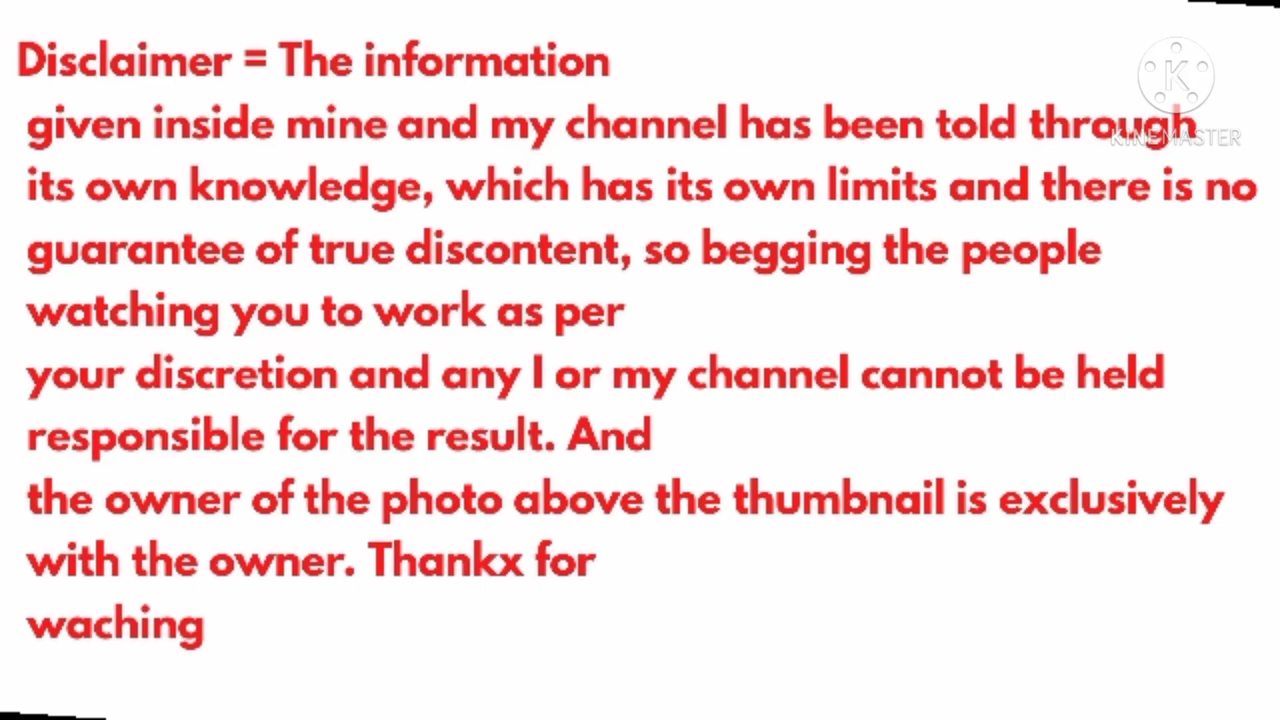 Disclaimer = The information
given inside mine and my channel has been told through
KINEMASTER
its own knowledge, which has its own limits and there is no
guarantee of true discontent, so begging the people
watching you to work as per
your discretion and any I or my channel cannot be held
responsible for the result. And
the owner of the photo above the thumbnail is exclusively
with the owner. Thankx for
waching